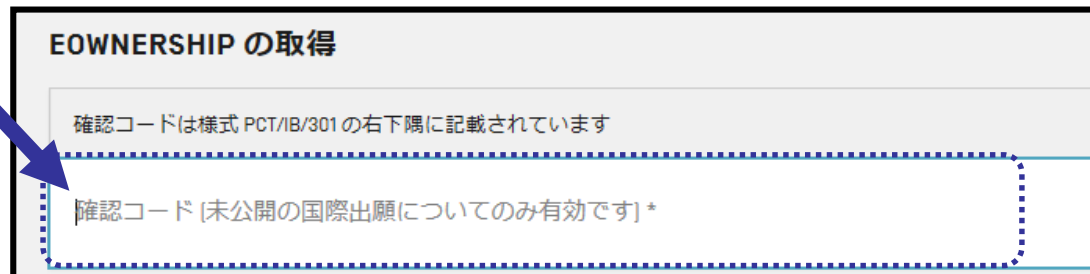 EOWNERSHIP の取得
確認コードは様式 PCT/IB/301 の右下隅に記載されています
確認コード [未公開の国際出願についてのみ有効です] *